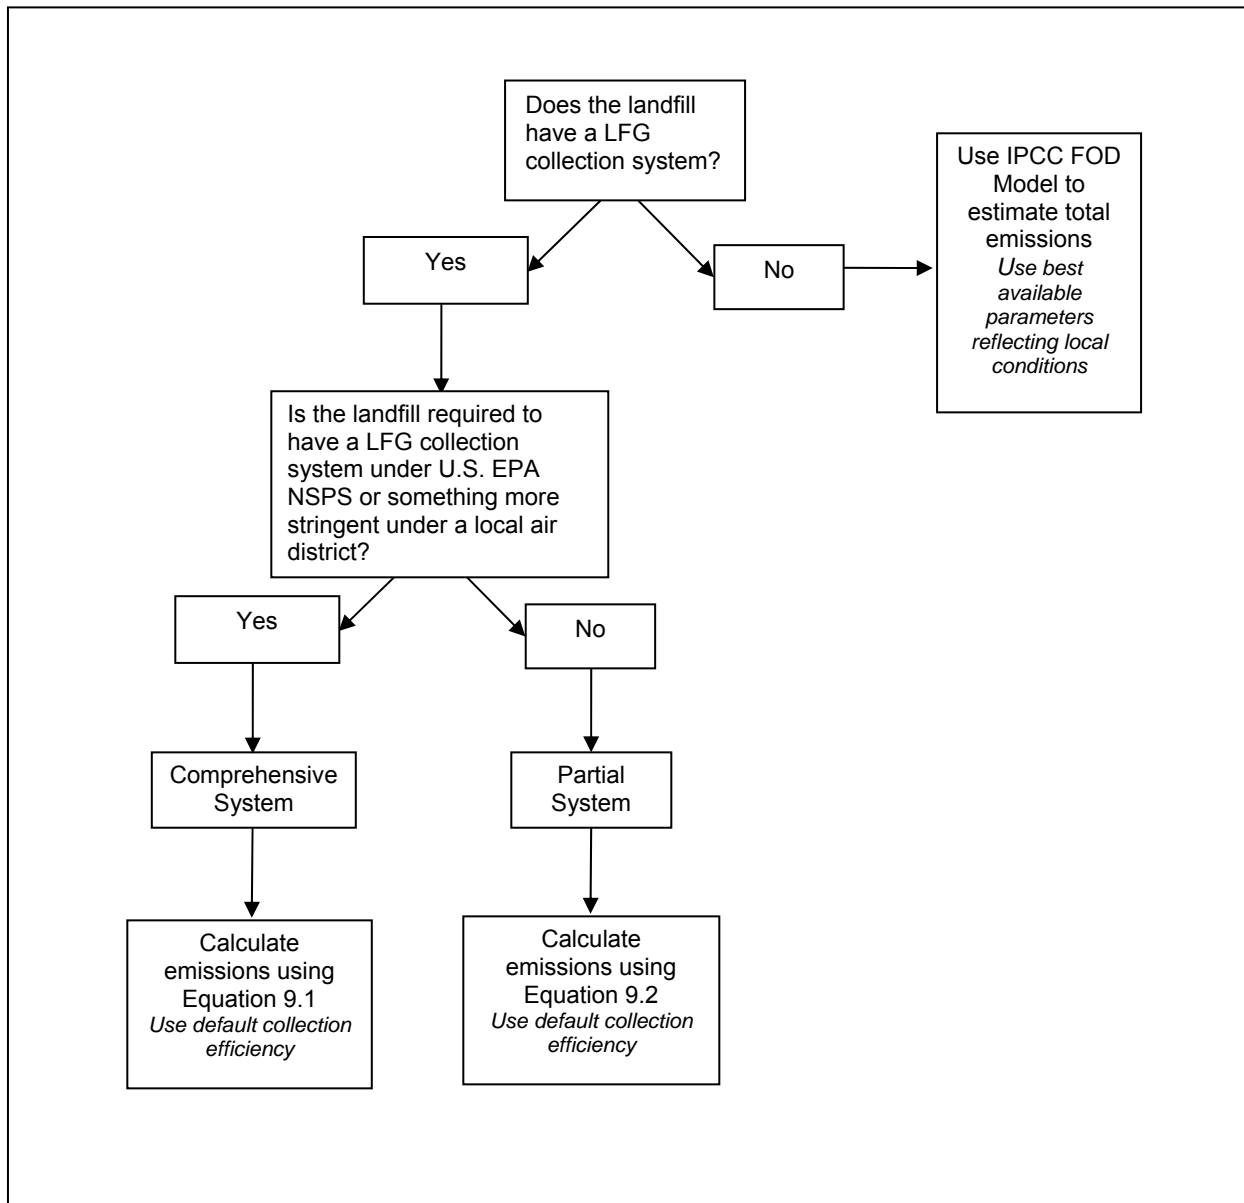 Does the landfill
have a LFG
collection system?
Use IPCC FOD
Model to
estimate total
emissions
Use best
available
parameters
reflecting local
conditions
Yes
No
Is the landfill required to
have a LFG collection
system under U.S. EPA
NSPS or something more
stringent under a local air
district?
Yes
No
Comprehensive
System
Partial
System
Calculate
emissions using
Equation 9.1
Use default collection
efficiency
Calculate
emissions using
Equation 9.2
Use default collection
efficiency